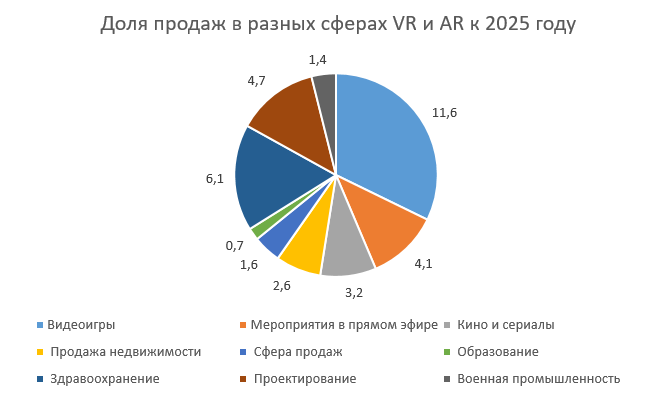 Доля продаж в разных сферах VR и AR к 2025 году
1,4
4,7
11,6
6,1
0,7
1,6
4,1
2,6
3,2
Видеоигры Мероприятия в прямом эфире Кино и сериалы
Продажа недвижимости Сфера продаж Образование
Здравоохранение Проектирование Военная промышленность